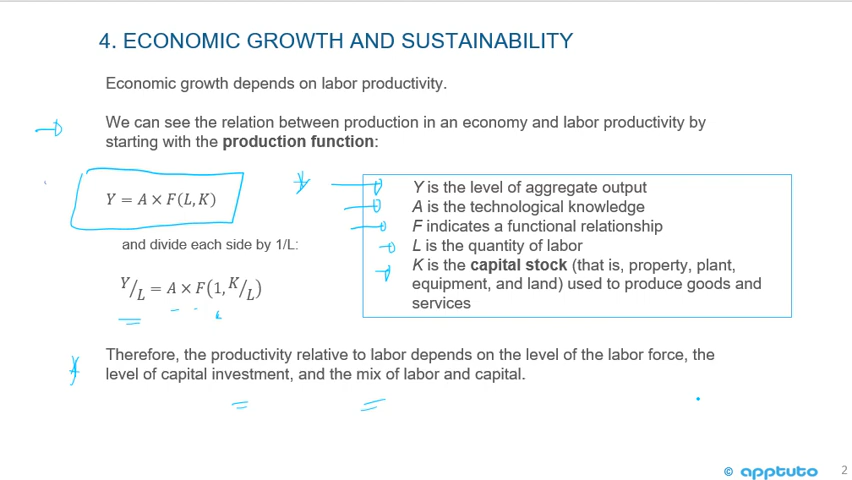 4. ECONOMIC GROWTH AND SUSTAINABILITY
Economic growth depends on labor productivity.
We can see the relation between production in an economy and labor productivity by
starting with the production function:
Y = A × F(L, K)
and divide each side by 1/L:
Y/L = A × F(1, K/L)
Y is the level of aggregate output
A is the technological knowledge
F indicates a functional relationship
L is the quantity of labor
K is the capital stock (that is, property, plant,
equipment, and land) used to produce goods and
services
Therefore, the productivity relative to labor depends on the level of the labor force, the
level of capital investment, and the mix of labor and capital.
© apptuto 2